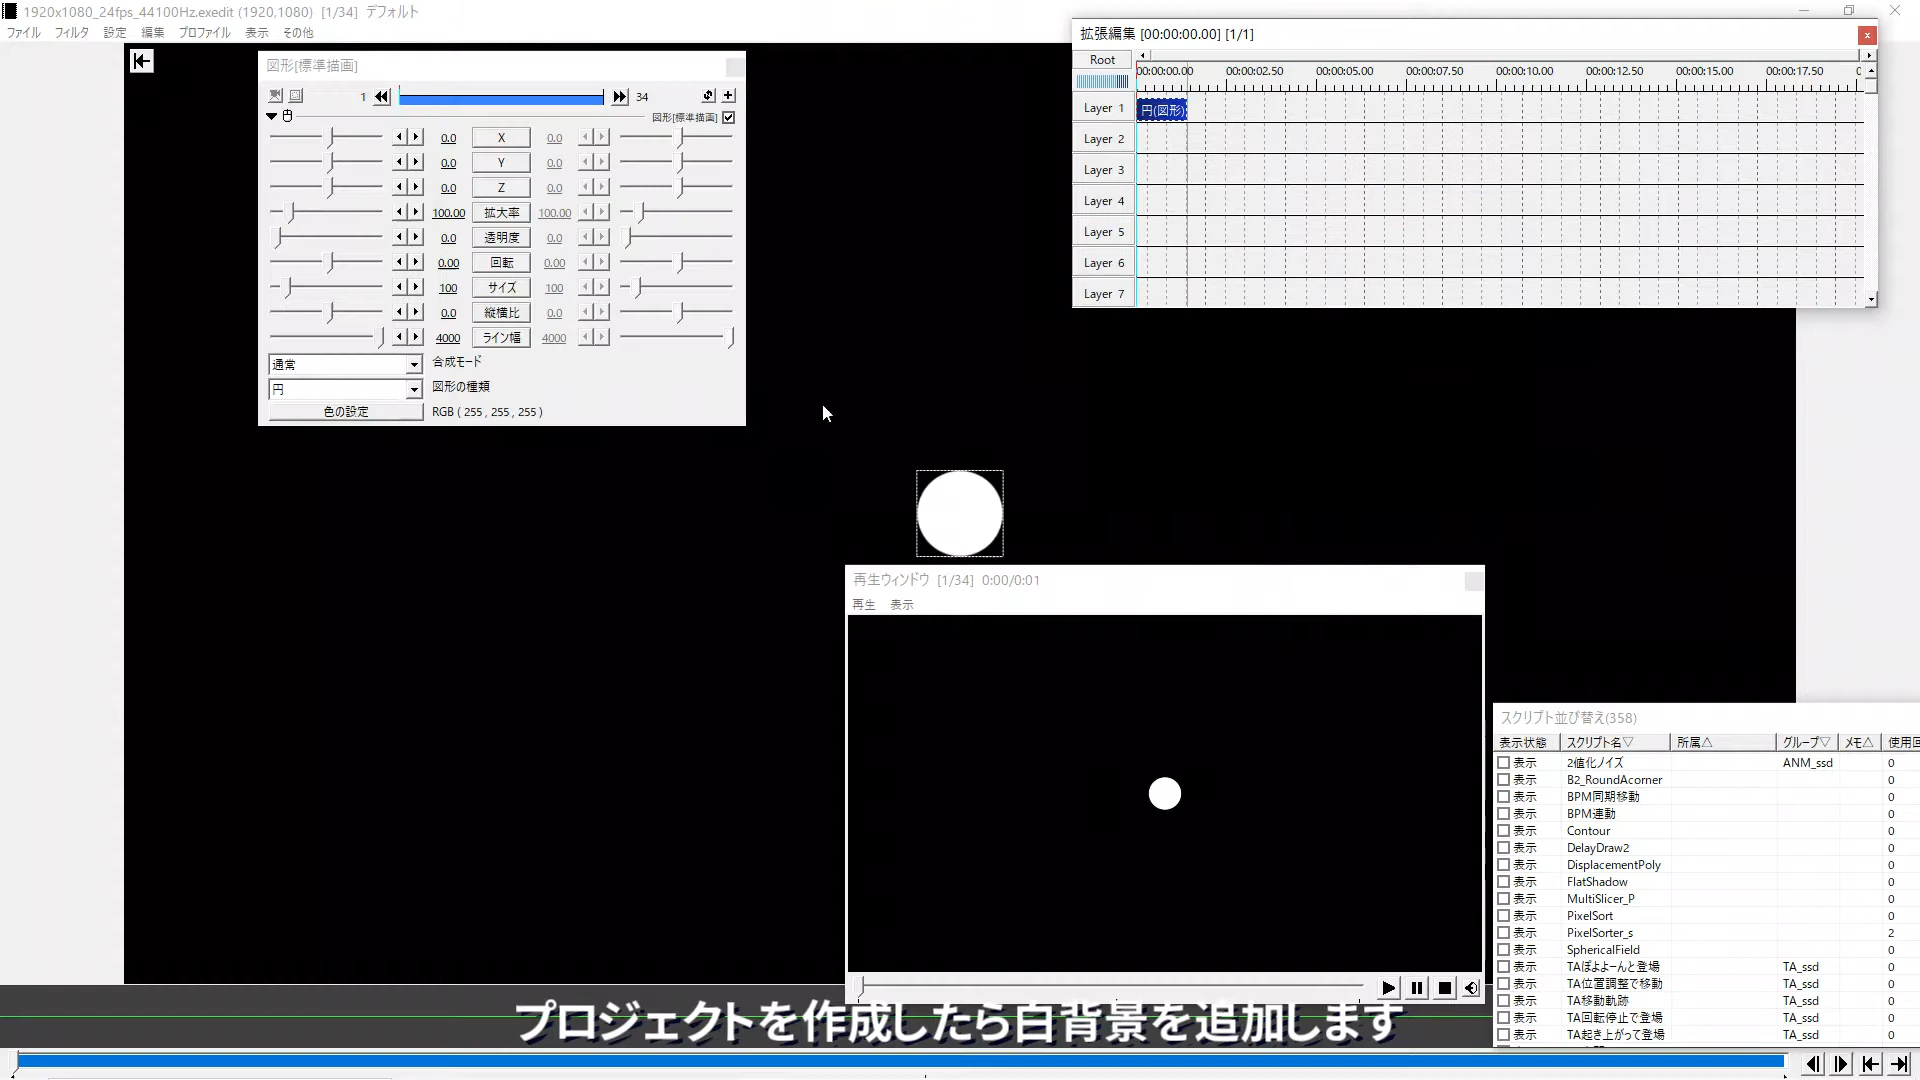 1920x1080_24fps_44100Hz.exedit (1920,1080) [1/34] デフォルト
ファイル フィルタ 設定 編集 プロファイル 表示 その他
図形[標準描画]
1 34
図形[標準描画]
0.0 X 0.0
0.0 Y 0.0
0.0 Z 0.0
100.00 拡大率 100.00
0.0 透明度 0.0
0.00 回転 0.00
100 サイズ 100
0.0 縦横比 0.0
4000 ライン幅 4000
通常 合成モード
円 図形の種類
色の設定 RGB ( 255 , 255 , 255 )
拡張編集 [00:00:00.00] [1/1]
Root
00:00:00.00 00:00:02.50 00:00:05.00 00:00:07.50 00:00:10.00 00:00:12.50 00:00:15.00 00:00:17.50
Layer 1 円(図形)
Layer 2
Layer 3
Layer 4
Layer 5
Layer 6
Layer 7
再生ウィンドウ [1/34] 0:00/0:01
再生 表示
スクリプト並び替え(358)
表示状態 スクリプト名▽ 所属△ グループ▽ メモ△ 使用回
表示 2値化ノイズ ANM_ssd 0
表示 B2_RoundAcorner 0
表示 BPM同期移動 0
表示 BPM連動 0
表示 Contour 0
表示 DelayDraw2 0
表示 DisplacementPoly 0
表示 FlatShadow 0
表示 MultiSlicer_P 0
表示 PixelSort 0
表示 PixelSorter_s 2
表示 SphericalField 0
表示 TAぽよよーんと登場 TA_ssd 0
表示 TA位置調整で移動 TA_ssd 0
表示 TA移動軌跡 TA_ssd 0
表示 TA回転停止で登場 TA_ssd 0
表示 TA起き上がって登場 TA_ssd 0
プロジェクトを作成したら白背景を追加します